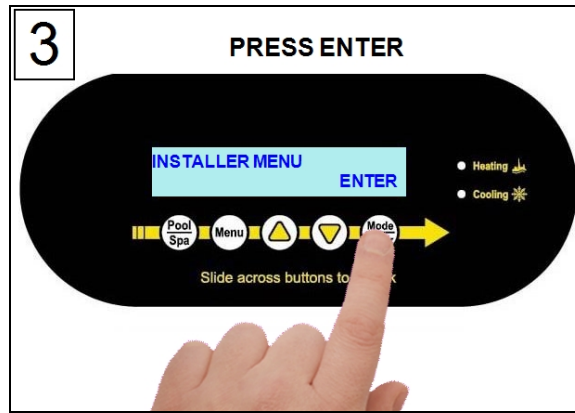 3
PRESS ENTER
INSTALLER MENU
ENTER
Heating
Cooling
Pool
Spa
Menu
Mode
Slide across buttons to